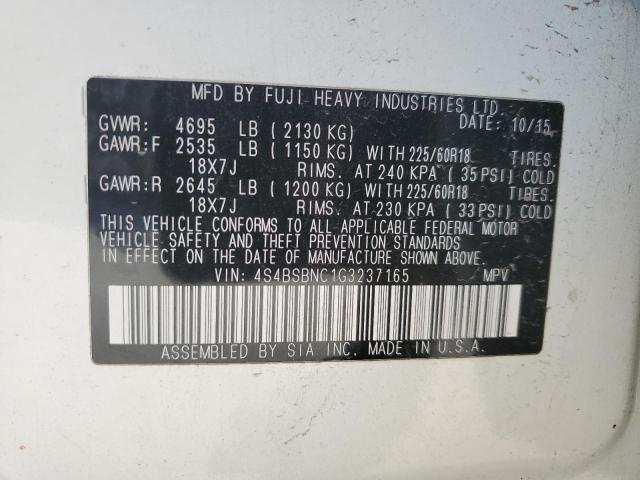 MFD BY FUJI HEAVY INDUSTRIES LTD.
GVWR: 4695 LB (2130 KG) DATE: 10/15
GAWR:F 2535 LB (1150 KG) WITH 225/60R18 TIRES.
18X7J RIMS. AT 240 KPA (35 PSI) COLD
GAWR:R 2645 LB (1200 KG) WITH 225/60R18 TIRES.
18X7J RIMS. AT 230 KPA (33 PSI) COLD
THIS VEHICLE CONFORMS TO ALL APPLICABLE FEDERAL MOTOR
VEHICLE SAFETY AND THEFT PREVENTION STANDARDS
IN EFFECT ON THE DATE OF MANUFACTURE SHOWN ABOVE.
VIN: 4S4BSBNC1G3237165 MPV
ASSEMBLED BY SIA INC. MADE IN U.S.A.